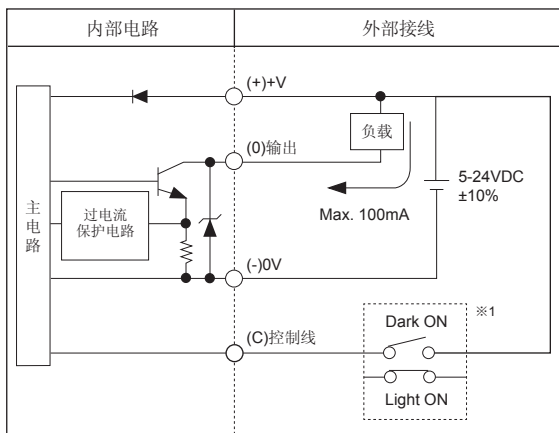 内部电路
外部接线
(+)+V
负载
(0)输出
5-24VDC
±10%
Max. 100mA
主电路
过电流
保护电路
(-)0V
※1
Dark ON
(C)控制线
Light ON